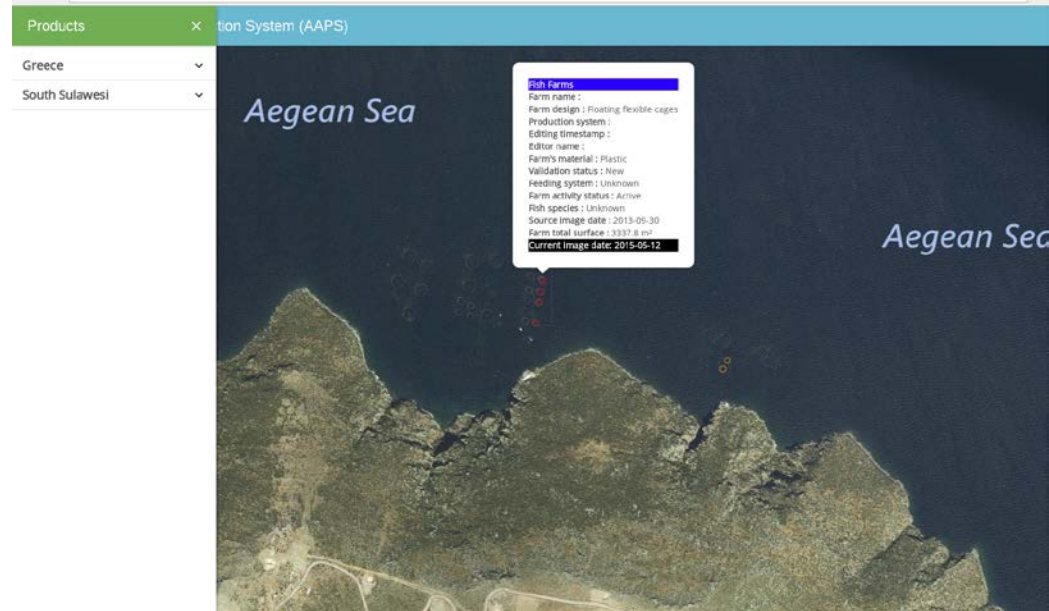 Products ×
tion System (AAPS)
Greece
South Sulawesi
Aegean Sea
Fish Farms
Farm name :
Farm design : Floating flexible cages
Production system :
Editing timestamp :
Editor name :
Farm's material : Plastic
Validation status : New
Feeding system : Unknown
Farm activity status : Active
Fish species : Unknown
Source image date : 2013-09-30
Farm total surface : 3337.8 m²
Current image date: 2015-05-12
Aegean Sea